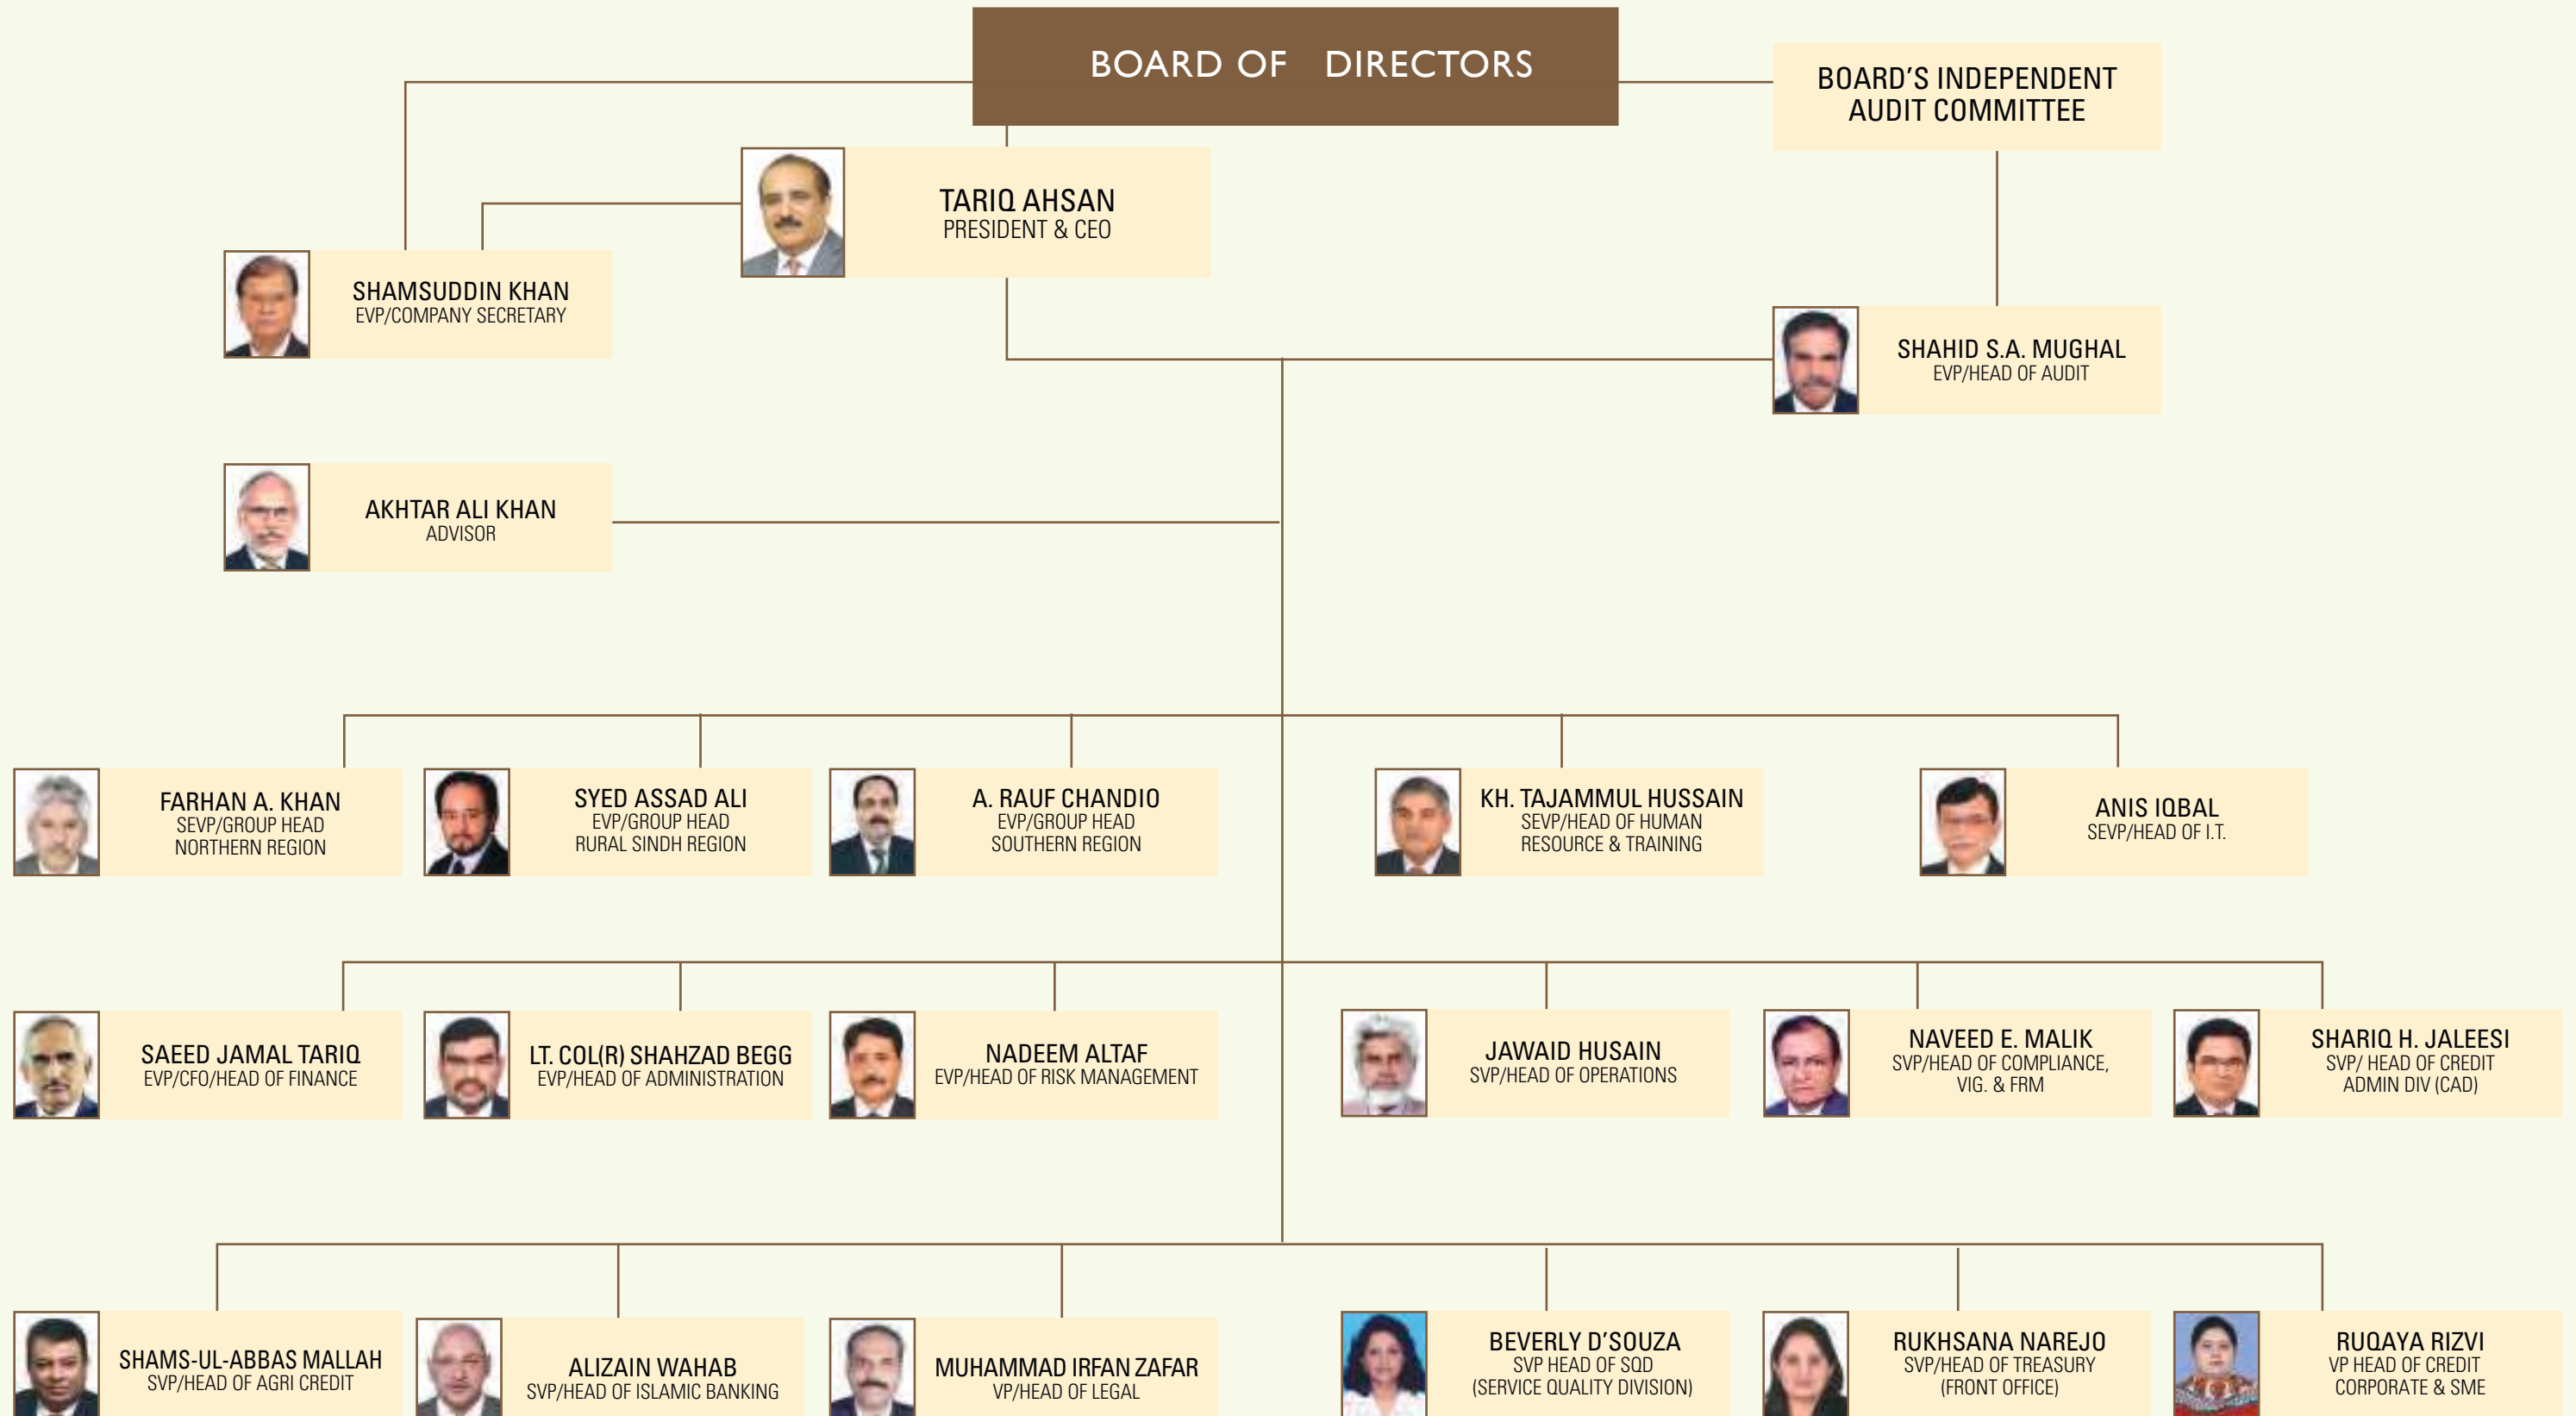 BOARD OF DIRECTORS
BOARD'S INDEPENDENT
AUDIT COMMITTEE
TARIQ AHSAN
PRESIDENT & CEO
SHAMSUDDIN KHAN
EVP/COMPANY SECRETARY
SHAHID S.A. MUGHAL
EVP/HEAD OF AUDIT
AKHTAR ALI KHAN
ADVISOR
FARHAN A. KHAN
SEVP/GROUP HEAD
NORTHERN REGION
SYED ASSAD ALI
EVP/GROUP HEAD
RURAL SINDH REGION
A. RAUF CHANDIO
EVP/GROUP HEAD
SOUTHERN REGION
KH. TAJAMMUL HUSSAIN
SEVP/HEAD OF HUMAN
RESOURCE & TRAINING
ANIS IQBAL
SEVP/HEAD OF I.T.
SAEED JAMAL TARIQ
EVP/CFO/HEAD OF FINANCE
LT. COL(R) SHAHZAD BEGG
EVP/HEAD OF ADMINISTRATION
NADEEM ALTAF
EVP/HEAD OF RISK MANAGEMENT
JAWAID HUSAIN
SVP/HEAD OF OPERATIONS
NAVEED E. MALIK
SVP/HEAD OF COMPLIANCE,
VIG. & FRM
SHARIQ H. JALEESI
SVP/ HEAD OF CREDIT
ADMIN DIV (CAD)
SHAMS-UL-ABBAS MALLAH
SVP/HEAD OF AGRI CREDIT
ALIZAIN WAHAB
SVP/HEAD OF ISLAMIC BANKING
MUHAMMAD IRFAN ZAFAR
VP/HEAD OF LEGAL
BEVERLY D'SOUZA
SVP HEAD OF SQD
(SERVICE QUALITY DIVISION)
RUKHSANA NAREJO
SVP/HEAD OF TREASURY
(FRONT OFFICE)
RUQAYA RIZVI
VP HEAD OF CREDIT
CORPORATE & SME